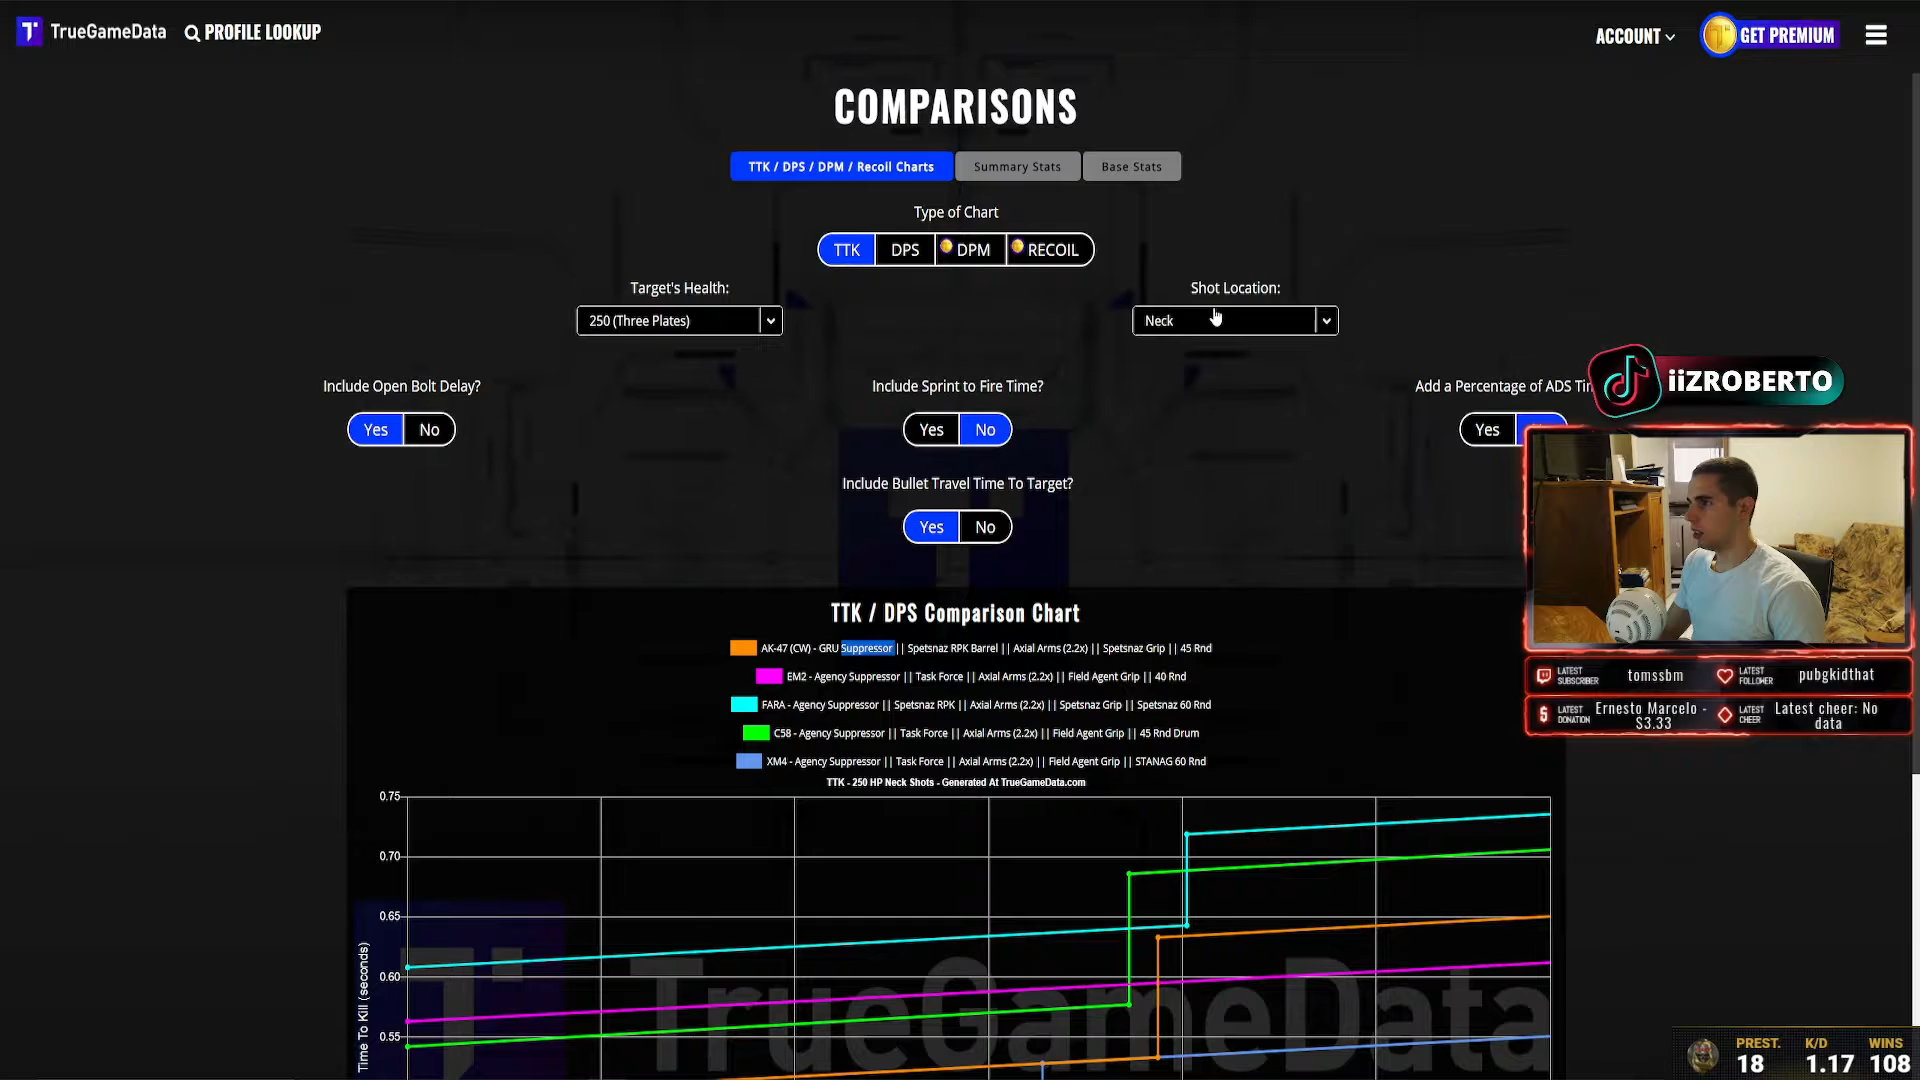 TrueGameData
PROFILE LOOKUP
ACCOUNT
GET PREMIUM
COMPARISONS
TTK / DPS / DPM / Recoil Charts
Summary Stats
Base Stats
Type of Chart
TTK
DPS
DPM
RECOIL
Target's Health:
Shot Location:
250 (Three Plates)
Neck
iiZROBERTO
Include Open Bolt Delay?
Include Sprint to Fire Time?
Add a Percentage of ADS Tim
Yes
No
Yes
No
Yes
Include Bullet Travel Time To Target?
Yes
No
TTK / DPS Comparison Chart
AK-47 (CW) - GRU Suppressor || Spetsnaz RPK Barrel || Axial Arms (2.2x) || Spetsnaz Grip || 45 Rnd
EM2 - Agency Suppressor || Task Force || Axial Arms (2.2x) || Field Agent Grip || 40 Rnd
FARA - Agency Suppressor || Spetsnaz RPK || Axial Arms (2.2x) || Spetsnaz Grip || Spetsnaz 60 Rnd
C58 - Agency Suppressor || Task Force || Axial Arms (2.2x) || Field Agent Grip || 45 Rnd Drum
XM4 - Agency Suppressor || Task Force || Axial Arms (2.2x) || Field Agent Grip || STANAG 60 Rnd
TTK - 250 HP Neck Shots - Generated At TrueGameData.com
LATEST SUBSCRIBER
tomssbm
LATEST FOLLOWER
pubgkidthat
LATEST DONATION
Ernesto Marcelo - $3.33
LATEST CHEER
Latest cheer: No data
0.75
0.70
0.65
0.60
0.55
Time To Kill (seconds)
TrueGameData
PREST.
18
K/D
1.17
WINS
108